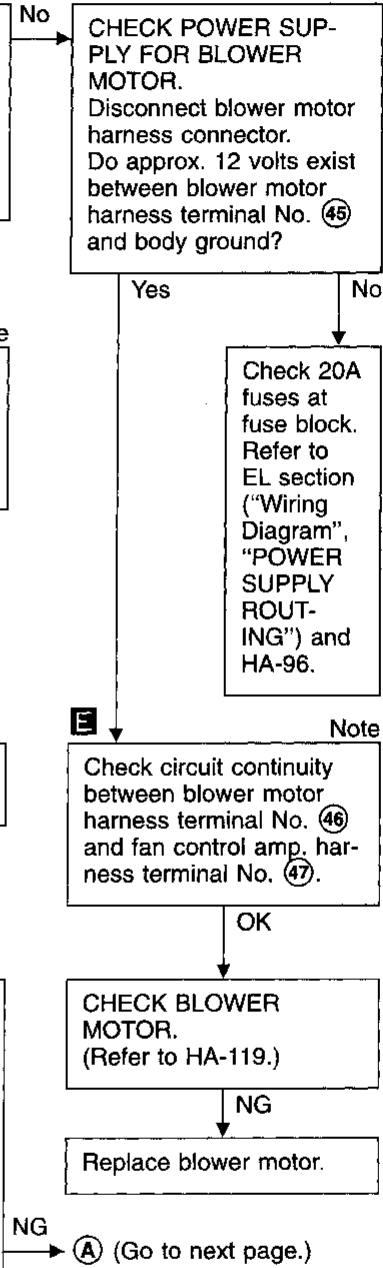 No
CHECK POWER SUP-
PLY FOR BLOWER
MOTOR.
Disconnect blower motor
harness connector.
Do approx. 12 volts exist
between blower motor
harness terminal No. ㊺
and body ground?
Yes
No
e
Check 20A
fuses at
fuse block.
Refer to
EL section
("Wiring
Diagram",
"POWER
SUPPLY
ROUT-
ING") and
HA-96.
E
Note
Check circuit continuity
between blower motor
harness terminal No. ㊻
and fan control amp. har-
ness terminal No. ㊼.
OK
CHECK BLOWER
MOTOR.
(Refer to HA-119.)
NG
Replace blower motor.
NG
Ⓐ (Go to next page.)